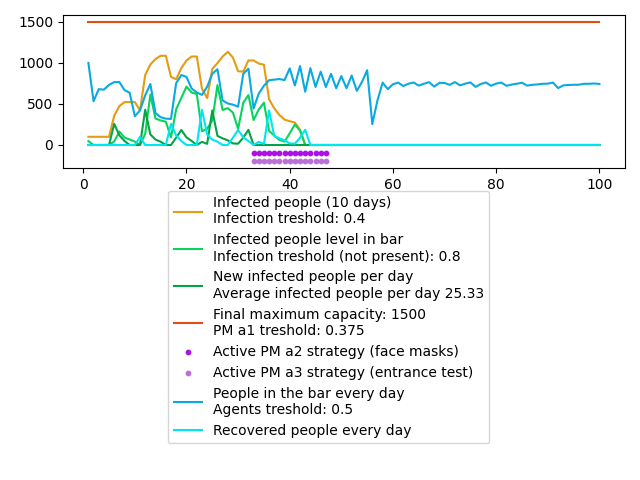 1500
1000
500
0
0 20 40 60 80 100
Infected people (10 days)
Infection treshold: 0.4
Infected people level in bar
Infection treshold (not present): 0.8
New infected people per day
Average infected people per day 25.33
Final maximum capacity: 1500
PM a1 treshold: 0.375
Active PM a2 strategy (face masks)
Active PM a3 strategy (entrance test)
People in the bar every day
Agents treshold: 0.5
Recovered people every day